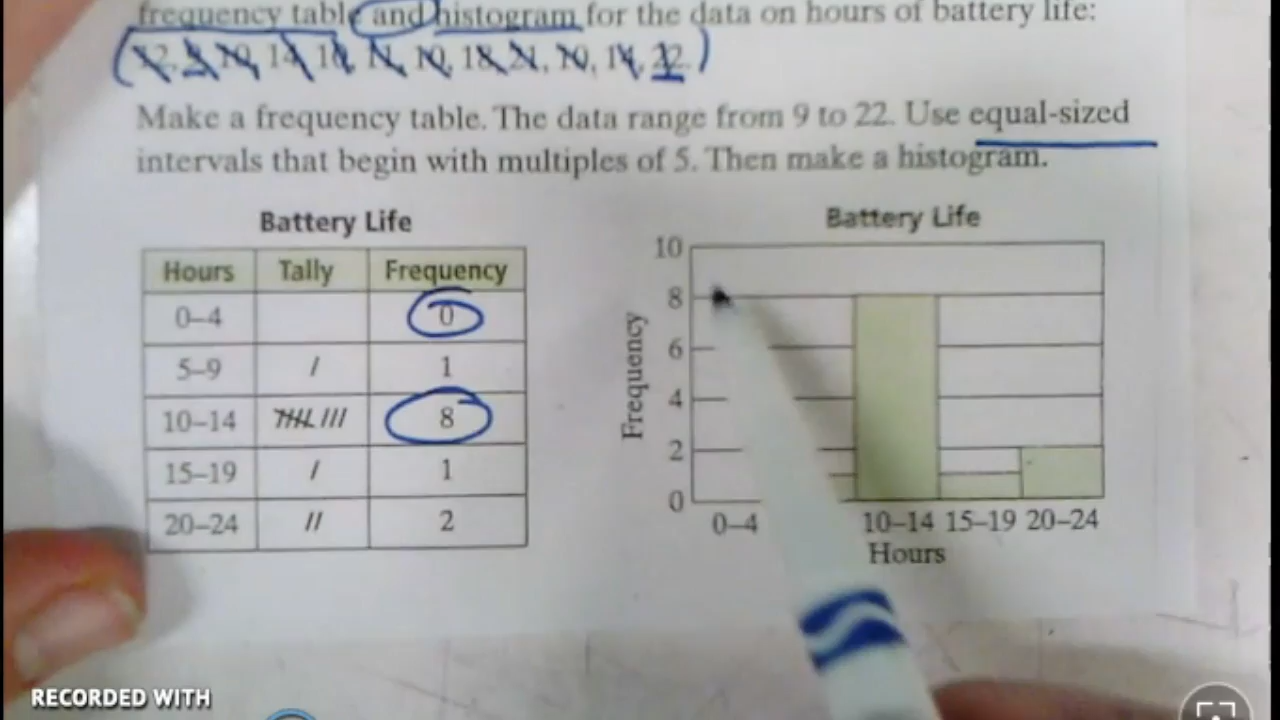 frequency table and histogram for the data on hours of battery life:
Make a frequency table. The data range from 9 to 22. Use equal-sized
intervals that begin with multiples of 5. Then make a histogram.
Battery Life
Hours Tally Frequency
0–4 0
5–9 / 1
10–14 8
15–19 / 1
20–24 // 2
Battery Life
10
8
6
4
2
0
Frequency
0–4 10–14 15–19 20–24
Hours
RECORDED WITH